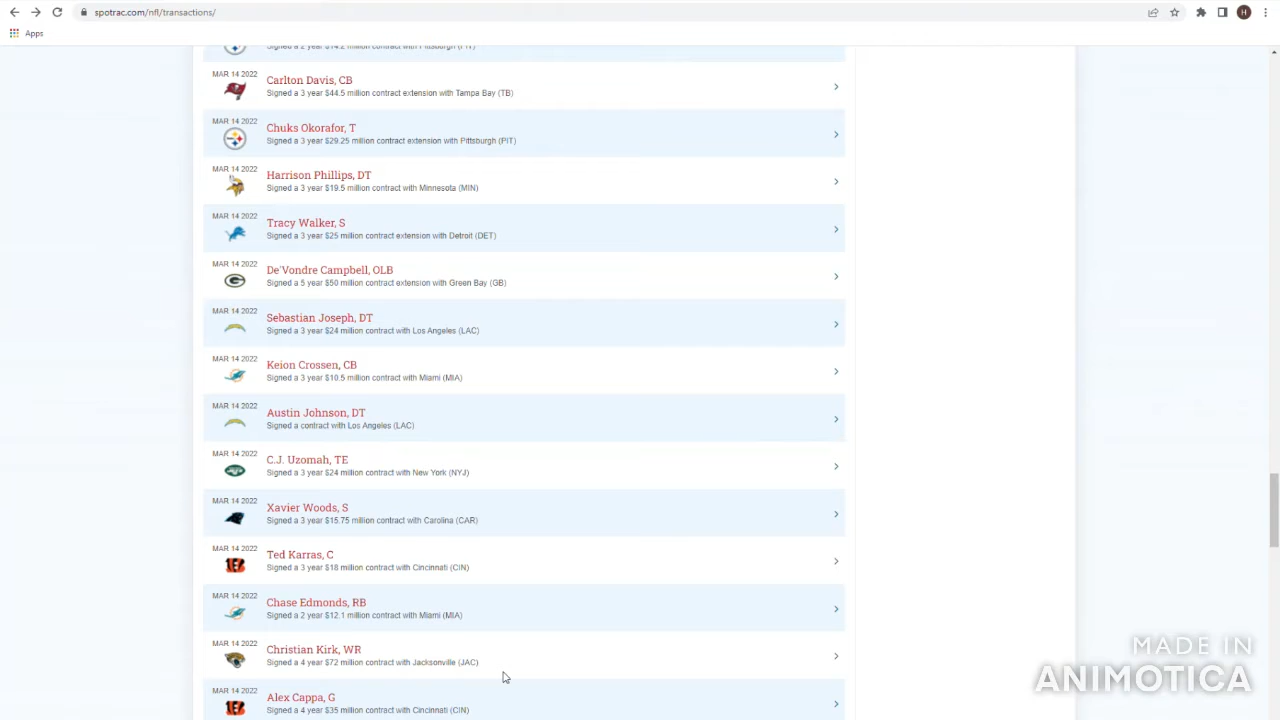 spotrac.com/nfl/transactions/
H
Apps
Signed a 2 year $14.2 million contract with Pittsburgh (PIT)
MAR 14 2022
Carlton Davis, CB
Signed a 3 year $44.5 million contract extension with Tampa Bay (TB)
MAR 14 2022
Chuks Okorafor, T
Signed a 3 year $29.25 million contract extension with Pittsburgh (PIT)
MAR 14 2022
Harrison Phillips, DT
Signed a 3 year $19.5 million contract with Minnesota (MIN)
MAR 14 2022
Tracy Walker, S
Signed a 3 year $25 million contract extension with Detroit (DET)
MAR 14 2022
De'Vondre Campbell, OLB
Signed a 5 year $50 million contract extension with Green Bay (GB)
MAR 14 2022
Sebastian Joseph, DT
Signed a 3 year $24 million contract with Los Angeles (LAC)
MAR 14 2022
Keion Crossen, CB
Signed a 3 year $10.5 million contract with Miami (MIA)
MAR 14 2022
Austin Johnson, DT
Signed a contract with Los Angeles (LAC)
MAR 14 2022
C.J. Uzomah, TE
Signed a 3 year $24 million contract with New York (NYJ)
MAR 14 2022
Xavier Woods, S
Signed a 3 year $15.75 million contract with Carolina (CAR)
MAR 14 2022
Ted Karras, C
Signed a 3 year $18 million contract with Cincinnati (CIN)
MAR 14 2022
Chase Edmonds, RB
Signed a 2 year $12.1 million contract with Miami (MIA)
MAR 14 2022
Christian Kirk, WR
Signed a 4 year $72 million contract with Jacksonville (JAC)
MAR 14 2022
Alex Cappa, G
Signed a 4 year $35 million contract with Cincinnati (CIN)
MADE IN
ANIMOTICA